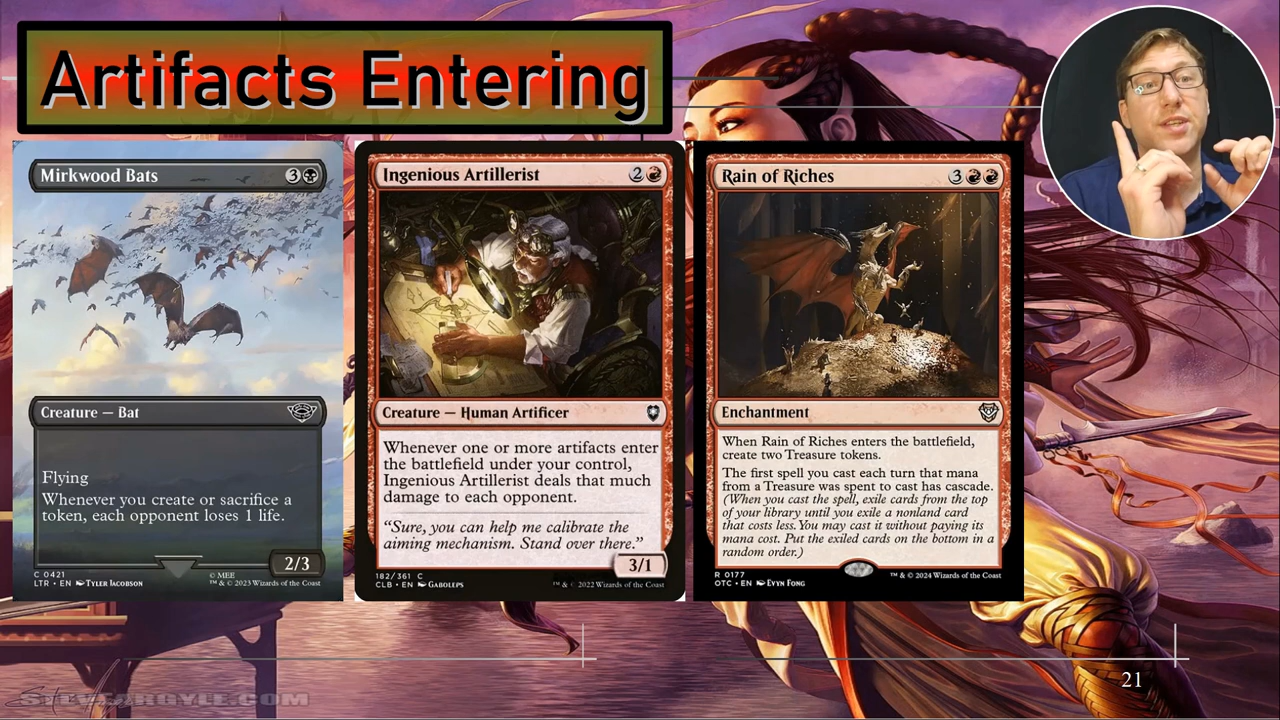 Artifacts Entering
Mirkwood Bats 3
Creature — Bat
Flying
Whenever you create or sacrifice a
token, each opponent loses 1 life.
2/3
C 0421
LTR • EN Tyler Jacobson
© MEE
™ & © 2023 Wizards of the Coast
Ingenious Artillerist 2
Creature — Human Artificer
Whenever one or more artifacts enter
the battlefield under your control,
Ingenious Artillerist deals that much
damage to each opponent.
“Sure, you can help me calibrate the
aiming mechanism. Stand over there.”
3/1
182/361 C
CLB • EN Gaboleps
™ & © 2022 Wizards of the Coast
Rain of Riches 3
Enchantment
When Rain of Riches enters the battlefield,
create two Treasure tokens.
The first spell you cast each turn that mana
from a Treasure was spent to cast has cascade.
(When you cast the spell, exile cards from the top
of your library until you exile a nonland card
that costs less. You may cast it without paying its
mana cost. Put the exiled cards on the bottom in a
random order.)
R 0177
OTC • EN Evyn Fong
™ & © 2024 Wizards of the Coast
21
STEVEARGYLE.COM